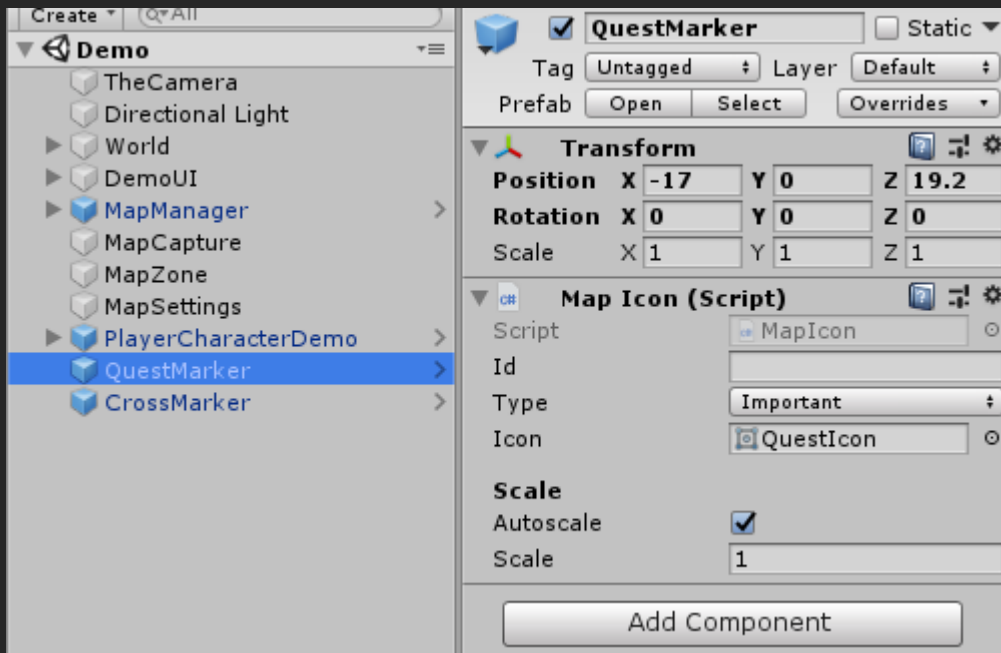 Create
All
Demo
TheCamera
Directional Light
World
DemoUI
MapManager
MapCapture
MapZone
MapSettings
PlayerCharacterDemo
QuestMarker
CrossMarker
QuestMarker Static
Tag Untagged Layer Default
Prefab Open Select Overrides
Transform
Position X -17 Y 0 Z 19.2
Rotation X 0 Y 0 Z 0
Scale X 1 Y 1 Z 1
C# Map Icon (Script)
Script MapIcon
Id
Type Important
Icon QuestIcon
Scale
Autoscale
Scale 1
Add Component